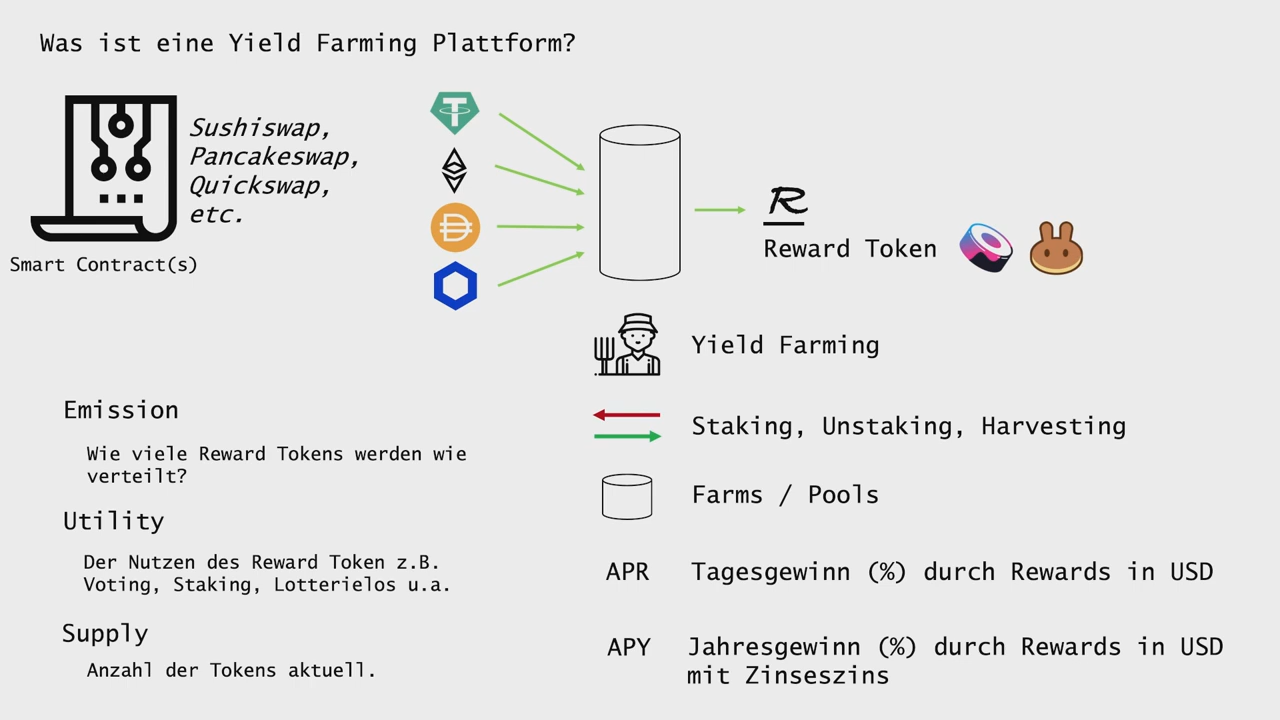 Was ist eine Yield Farming Plattform?
Sushiswap,
Pancakeswap,
Quickswap,
etc.
Smart Contract(s)
R
Reward Token
Yield Farming
Staking, Unstaking, Harvesting
Farms / Pools
APR Tagesgewinn (%) durch Rewards in USD
APY Jahresgewinn (%) durch Rewards in USD
mit Zinseszins
Emission
Wie viele Reward Tokens werden wie
verteilt?
Utility
Der Nutzen des Reward Token z.B.
Voting, Staking, Lotterielos u.a.
Supply
Anzahl der Tokens aktuell.